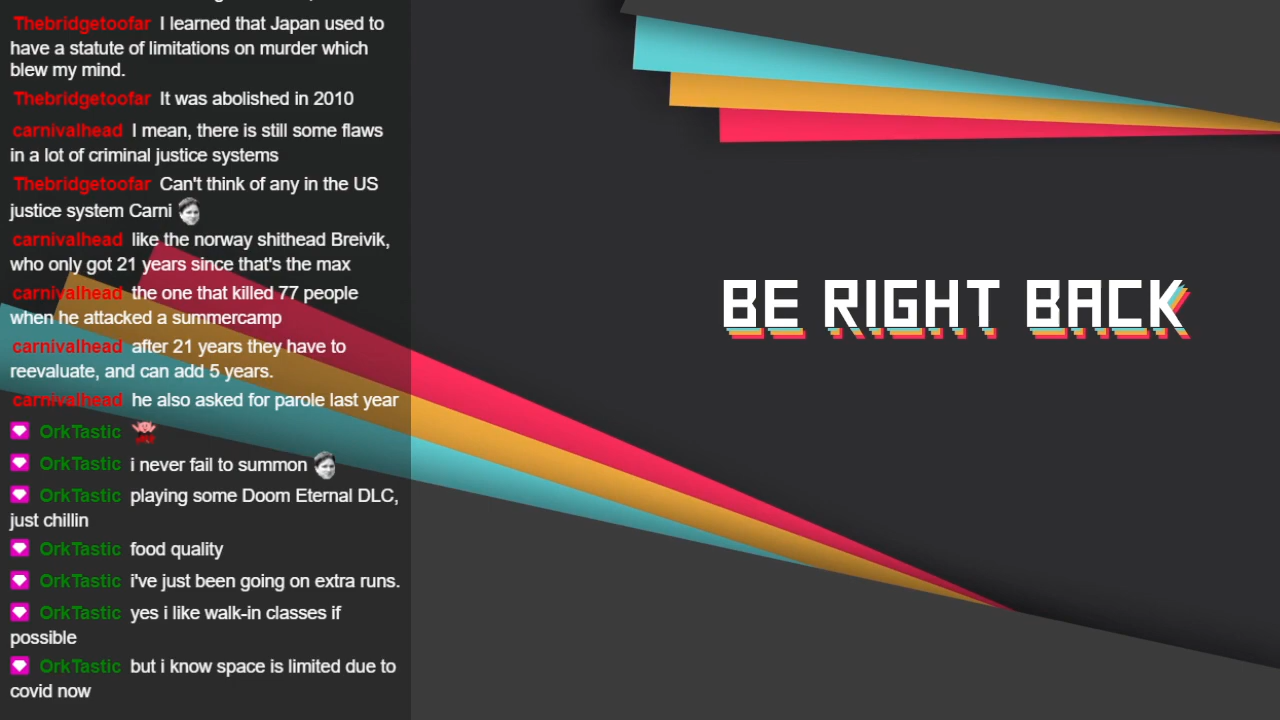 Thebridgetoofar I learned that Japan used to
have a statute of limitations on murder which
blew my mind.
Thebridgetoofar It was abolished in 2010
carnivalhead I mean, there is still some flaws
in a lot of criminal justice systems
Thebridgetoofar Can't think of any in the US
justice system Carni
carnivalhead like the norway shithead Breivik,
who only got 21 years since that's the max
carnivalhead the one that killed 77 people
when he attacked a summercamp
carnivalhead after 21 years they have to
reevaluate, and can add 5 years.
carnivalhead he also asked for parole last year
OrkTastic
OrkTastic i never fail to summon
OrkTastic playing some Doom Eternal DLC,
just chillin
OrkTastic food quality
OrkTastic i've just been going on extra runs.
OrkTastic yes i like walk-in classes if
possible
OrkTastic but i know space is limited due to
covid now
BE RIGHT BACK